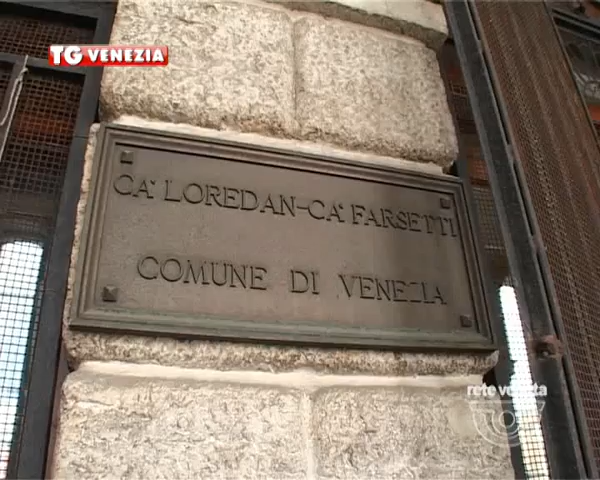 TG VENEZIA
CA' LOREDAN-CA' FARSETTI
COMUNE DI VENEZIA
rete veneta